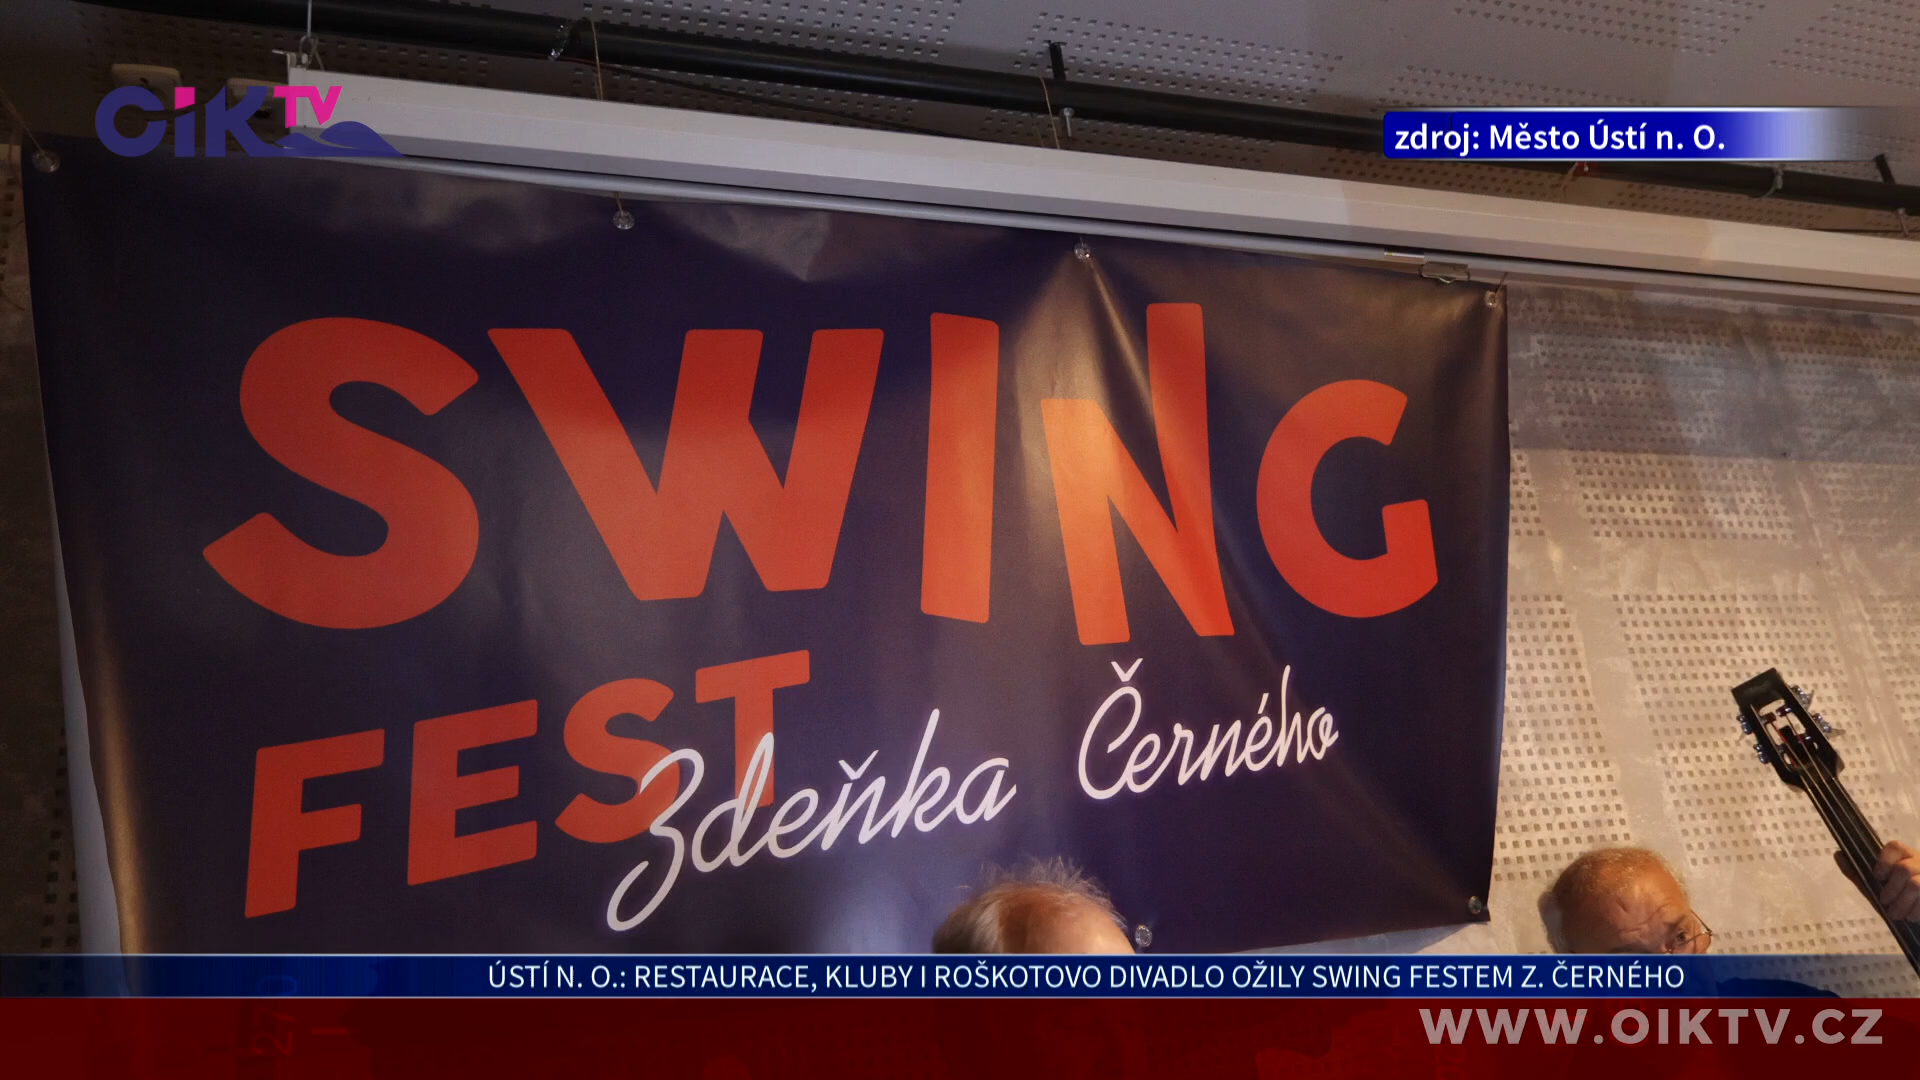 OIKTV
zdroj: Město Ústí n. O.
SWING
FEST
Zdeňka Černého
ÚSTÍ N. O.: RESTAURACE, KLUBY I ROŠKOTOVO DIVADLO OŽILY SWING FESTEM Z. ČERNÉHO
WWW.OIKTV.CZ